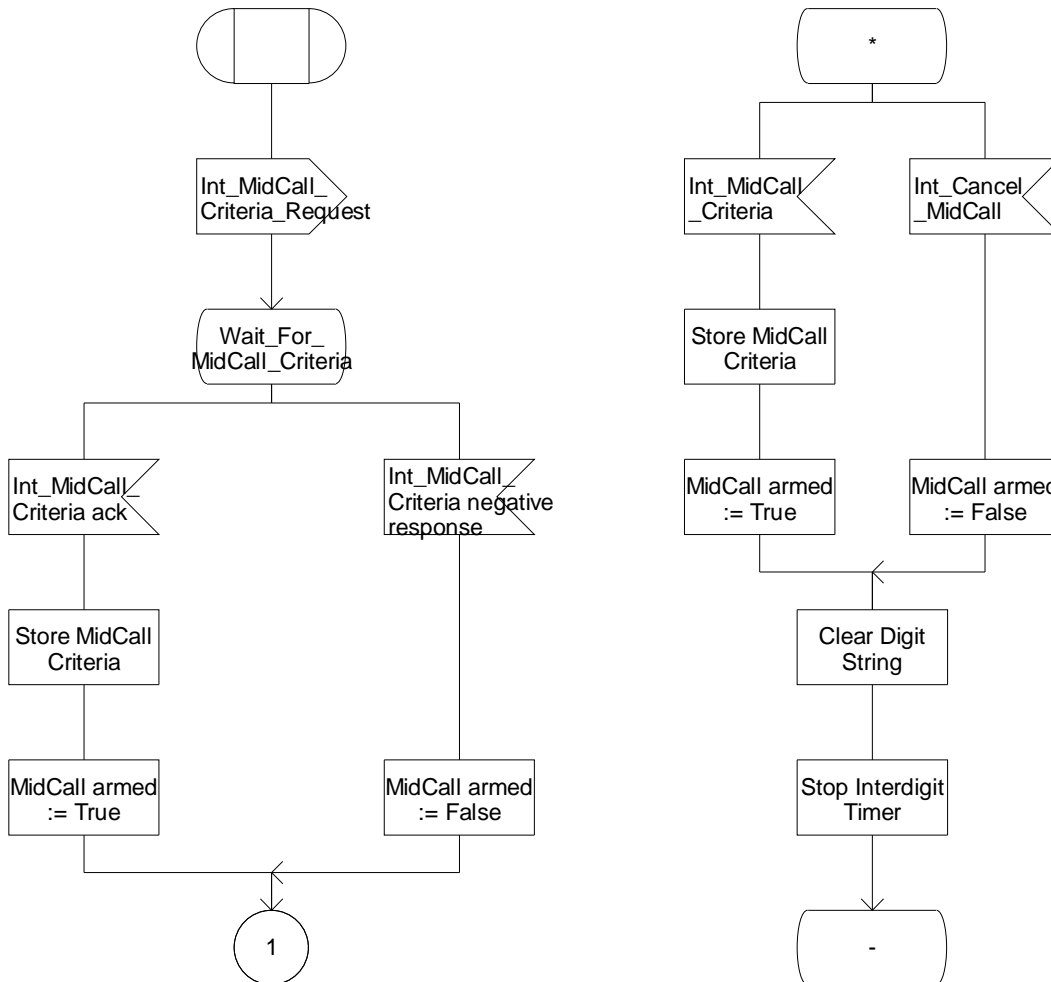 Int_MidCall_
Criteria_Request
Wait_For_
MidCall_Criteria
Int_MidCall_
Criteria ack
Int_MidCall_
Criteria negative
response
Store MidCall
Criteria
MidCall armed
:= True
MidCall armed
:= False
1
*
Int_MidCall
_Criteria
Int_Cancel
_MidCall
Store MidCall
Criteria
MidCall armed
:= True
MidCall armed
:= False
Clear Digit
String
Stop Interdigit
Timer
-